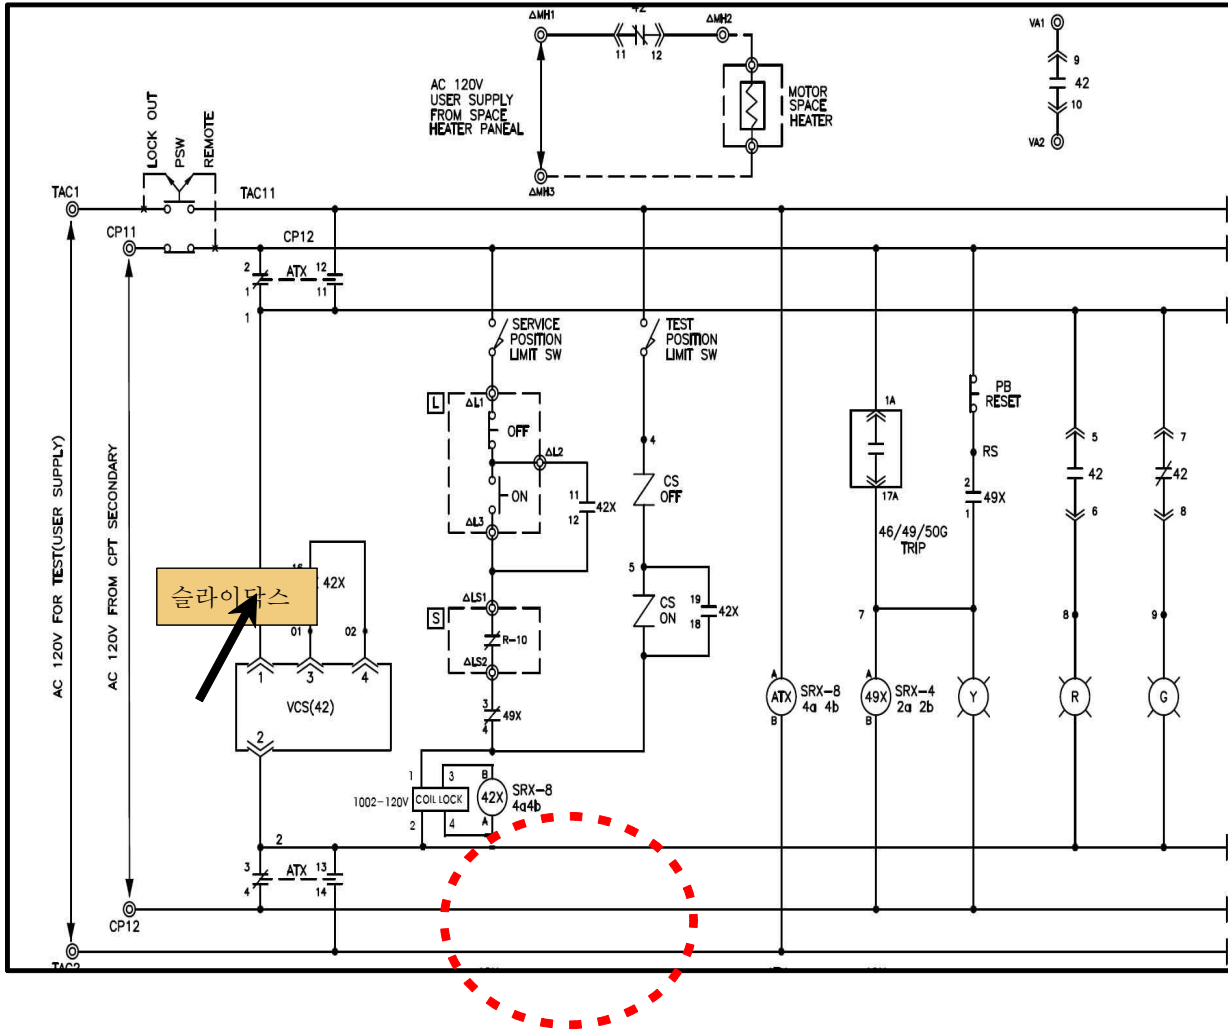 ΔMH1
ΔMH2
11
12
AC 120V
USER SUPPLY
FROM SPACE
HEATER PANEAL
MOTOR
SPACE
HEATER
ΔMH3
VA1
9
42
10
VA2
LOCK OUT
PSW
REMOTE
TAC1
TAC11
CP11
CP12
2
ATX
12
1
11
1
SERVICE
POSITION
LIMIT SW
TEST
POSITION
LIMIT SW
L
ΔL1
OFF
ΔL2
ON
ΔL3
11
42X
12
4
CS
OFF
5
CS
ON
19
42X
18
1A
17A
46/49/50G
TRIP
PB
RESET
RS
2
49X
1
5
42
6
7
42
8
AC 120V FOR TEST(USER SUPPLY)
AC 120V FROM CPT SECONDARY
42X
슬라이닥스
01
02
1
3
4
VCS(42)
2
ΔLS1
S
R-10
ΔLS2
3
49X
4
7
8
9
A
ATX
B
SRX-8
4a 4b
A
49X
B
SRX-4
2a 2b
Y
R
G
1
3
B
1002-120V
COIL LOCK
42X
SRX-8
4a4b
2
4
A
2
3
ATX
13
4
14
CP12
TAC2